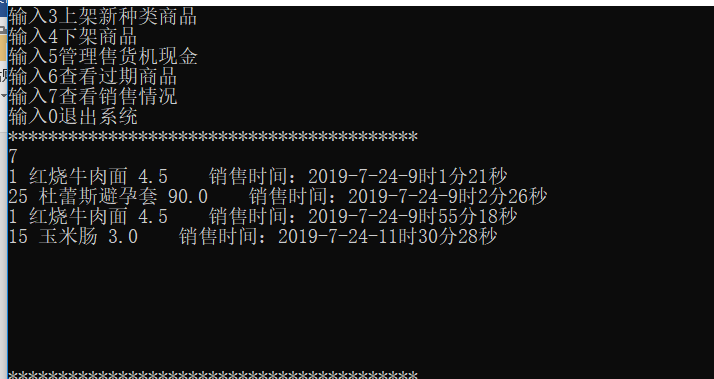 输入3上架新种类商品
输入4下架商品
输入5管理售货机现金
输入6查看过期商品
输入7查看销售情况
输入0退出系统
*****************************************
7
1 红烧牛肉面 4.5    销售时间：2019-7-24-9时1分21秒
25 杜蕾斯避孕套 90.0    销售时间：2019-7-24-9时2分26秒
1 红烧牛肉面 4.5    销售时间：2019-7-24-9时55分18秒
15 玉米肠 3.0    销售时间：2019-7-24-11时30分28秒
*****************************************